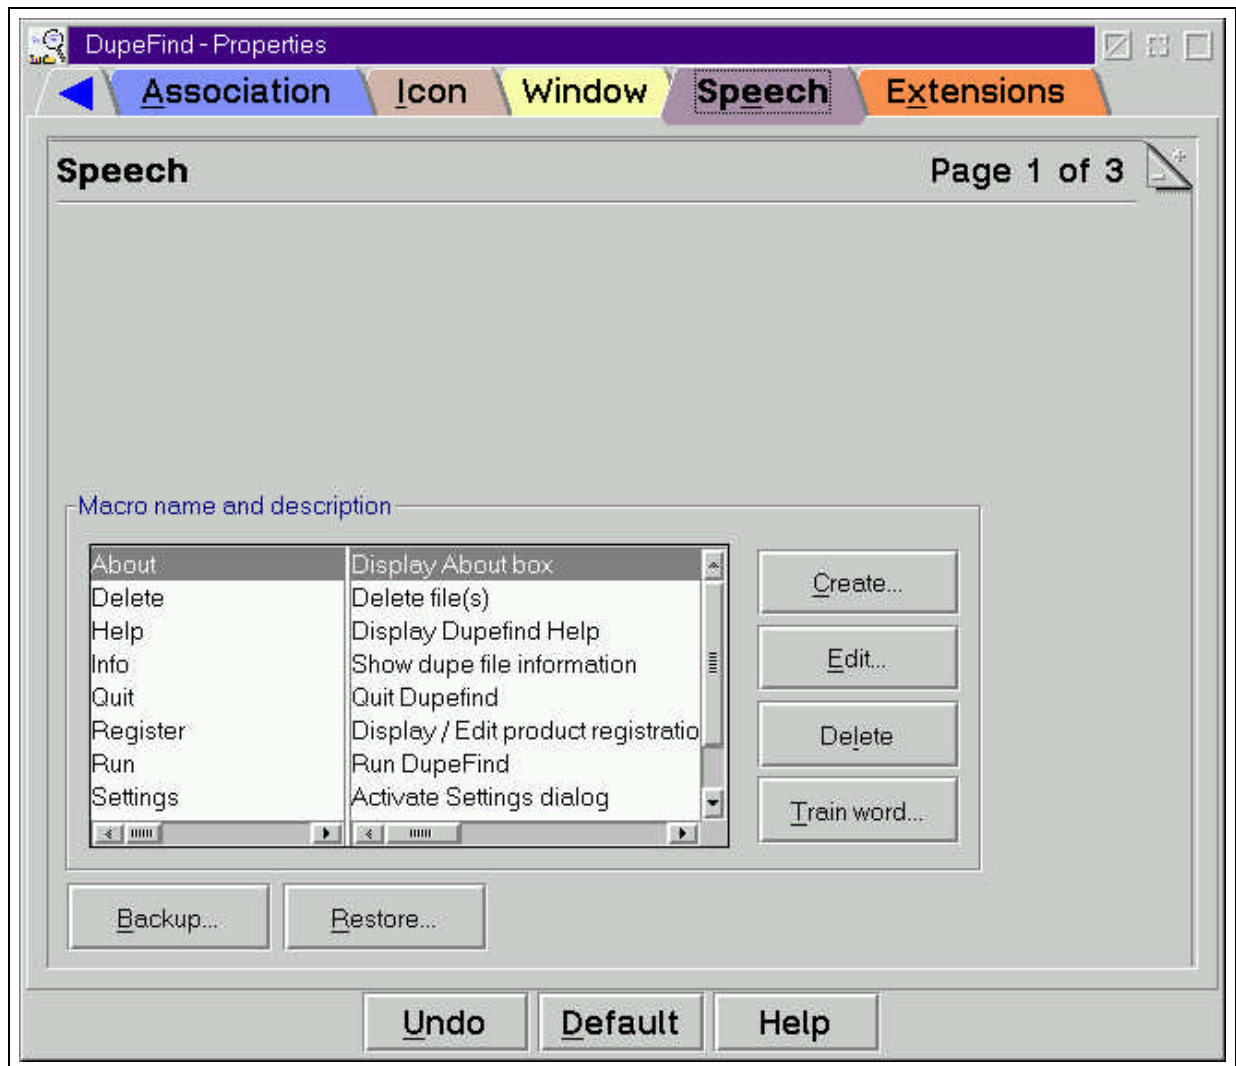 DupeFind - Properties
Association Icon Window Speech Extensions
Speech Page 1 of 3
Macro name and description
About Display About box
Delete Delete file(s)
Help Display Dupefind Help
Info Show dupe file information
Quit Quit Dupefind
Register Display / Edit product registratio
Run Run DupeFind
Settings Activate Settings dialog
Create...
Edit...
Delete
Train word...
Backup... Restore...
Undo Default Help